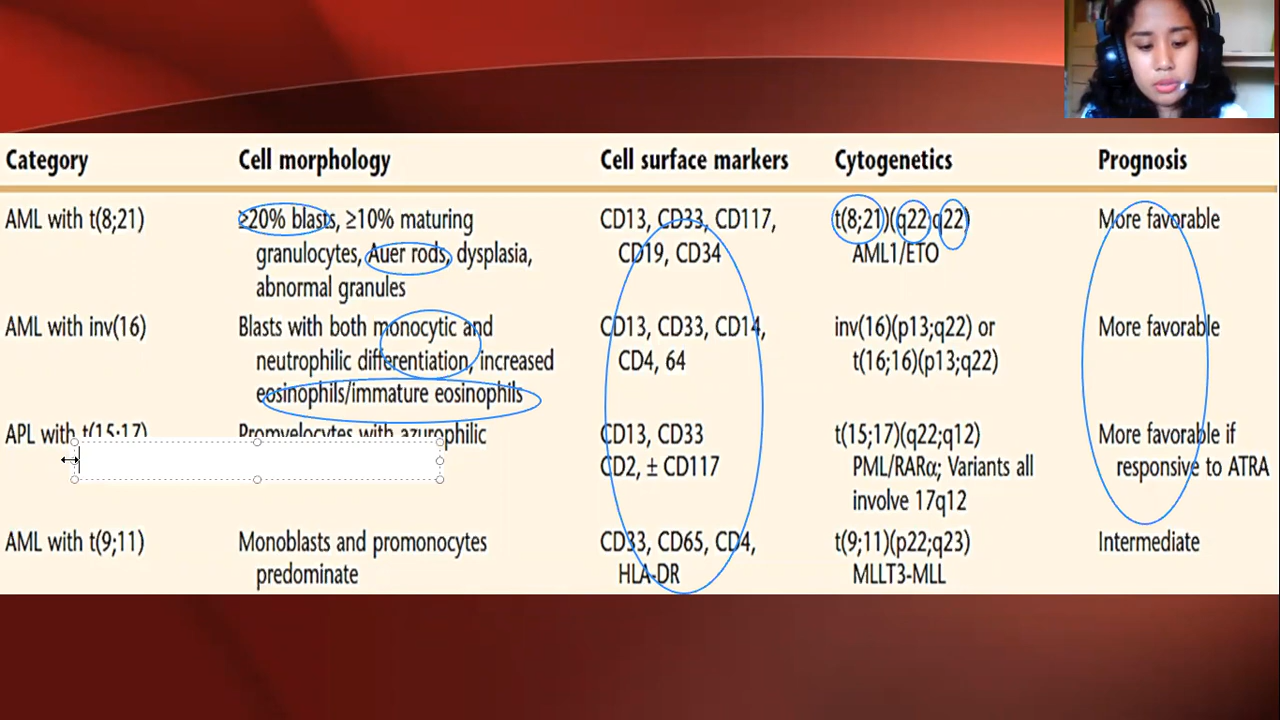 Category Cell morphology Cell surface markers Cytogenetics Prognosis
AML with t(8;21) ≥20% blasts, ≥10% maturing CD13, CD33, CD117, t(8;21)(q22;q22) More favorable
granulocytes, Auer rods, dysplasia, CD19, CD34 AML1/ETO
abnormal granules
AML with inv(16) Blasts with both monocytic and CD13, CD33, CD14, inv(16)(p13;q22) or More favorable
neutrophilic differentiation, increased CD4, 64 t(16;16)(p13;q22)
eosinophils/immature eosinophils
APL with t(15;17) Promyelocytes with azurophilic CD13, CD33 t(15;17)(q22;q12) More favorable if
CD2, ± CD117 PML/RARα; Variants all responsive to ATRA
involve 17q12
AML with t(9;11) Monoblasts and promonocytes CD33, CD65, CD4, t(9;11)(p22;q23) Intermediate
predominate HLA-DR MLLT3-MLL